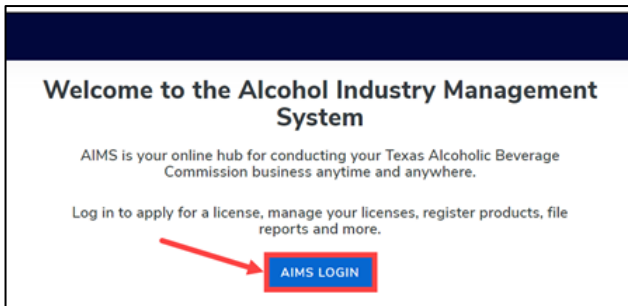 Welcome to the Alcohol Industry Management
System
AIMS is your online hub for conducting your Texas Alcoholic Beverage
Commission business anytime and anywhere.
Log in to apply for a license, manage your licenses, register products, file
reports and more.
AIMS LOGIN